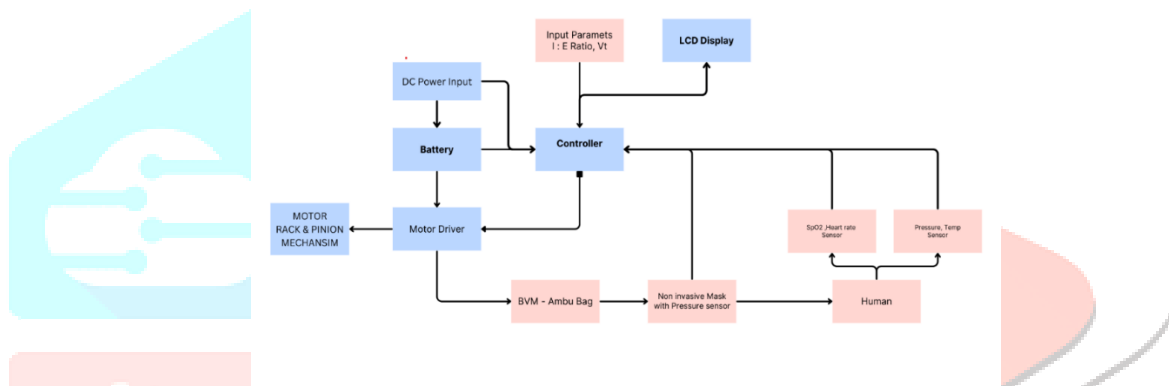 Input Paramets
I : E Ratio, Vt
LCD Display
DC Power Input
Battery
Controller
MOTOR
RACK & PINION
MECHANSIM
Motor Driver
SpO2 ,Heart rate
Sensor
Pressure, Temp
Sensor
BVM - Ambu Bag
Non invasive Mask
with Pressure sensor
Human